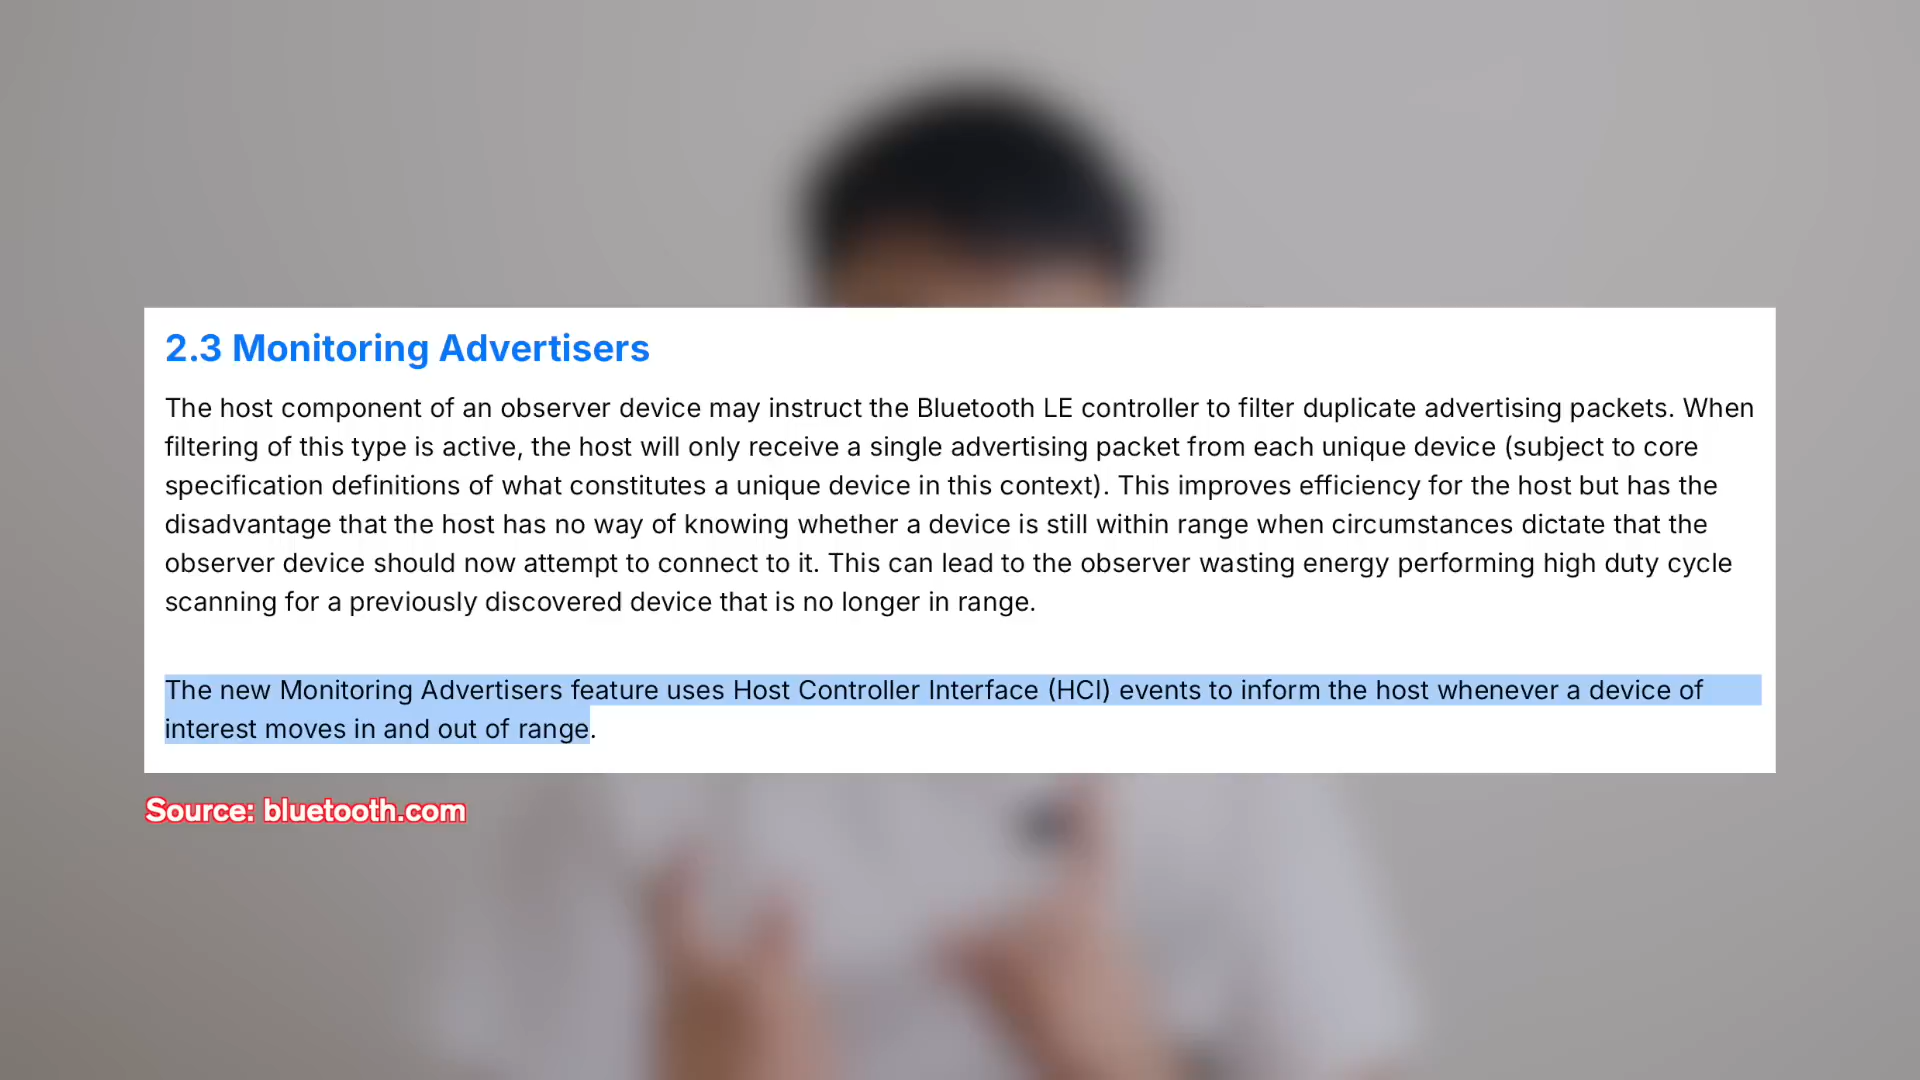 2.3 Monitoring Advertisers
The host component of an observer device may instruct the Bluetooth LE controller to filter duplicate advertising packets. When
filtering of this type is active, the host will only receive a single advertising packet from each unique device (subject to core
specification definitions of what constitutes a unique device in this context). This improves efficiency for the host but has the
disadvantage that the host has no way of knowing whether a device is still within range when circumstances dictate that the
observer device should now attempt to connect to it. This can lead to the observer wasting energy performing high duty cycle
scanning for a previously discovered device that is no longer in range.
The new Monitoring Advertisers feature uses Host Controller Interface (HCI) events to inform the host whenever a device of
interest moves in and out of range.
Source: bluetooth.com